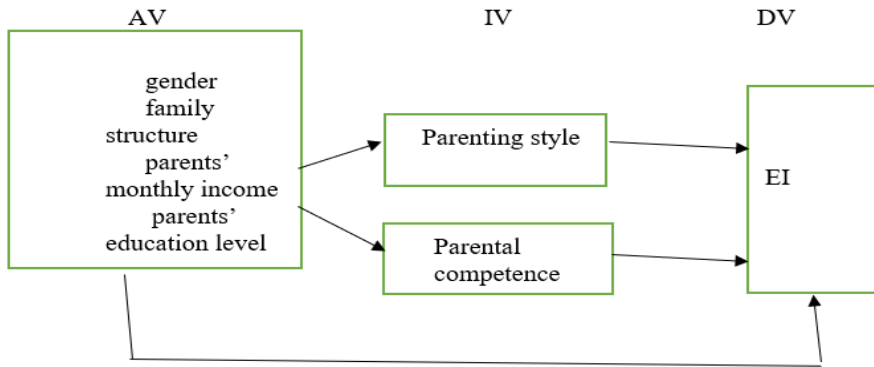 AV IV DV
gender
family
structure
parents’
monthly income
parents’
education level
Parenting style
Parental
competence
EI